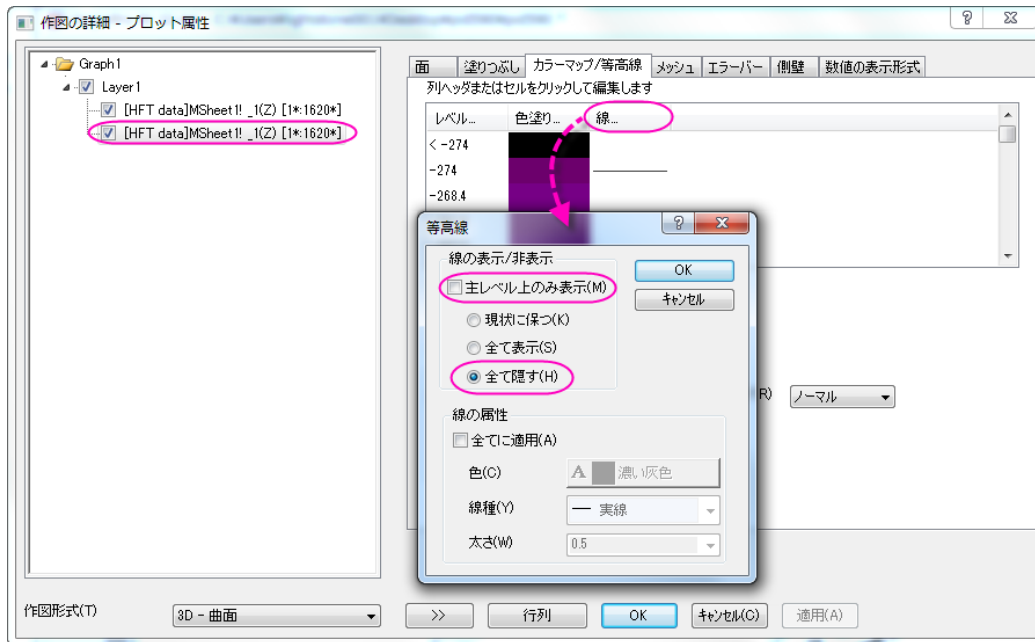 作図の詳細 - プロット属性
Graph1
Layer1
[HFT data]MSheet1! _1(Z) [1*:1620*]
[HFT data]MSheet1! _1(Z) [1*:1620*]
面 塗りつぶし カラーマップ/等高線 メッシュ エラーバー 側壁 数値の表示形式
列ヘッダまたはセルをクリックして編集します
レベル... 色塗り... 線...
< -274
-274
-268.4
等高線
線の表示/非表示
OK
主レベル上のみ表示(M)
キャンセル
現状に保つ(K)
全て表示(S)
全て隠す(H)
R) ノーマル
線の属性
全てに適用(A)
色(C) A 濃い灰色
線種(Y) 実線
太さ(W) 0.5
作図形式(T) 3D - 曲面 >> 行列 OK キャンセル(C) 適用(A)